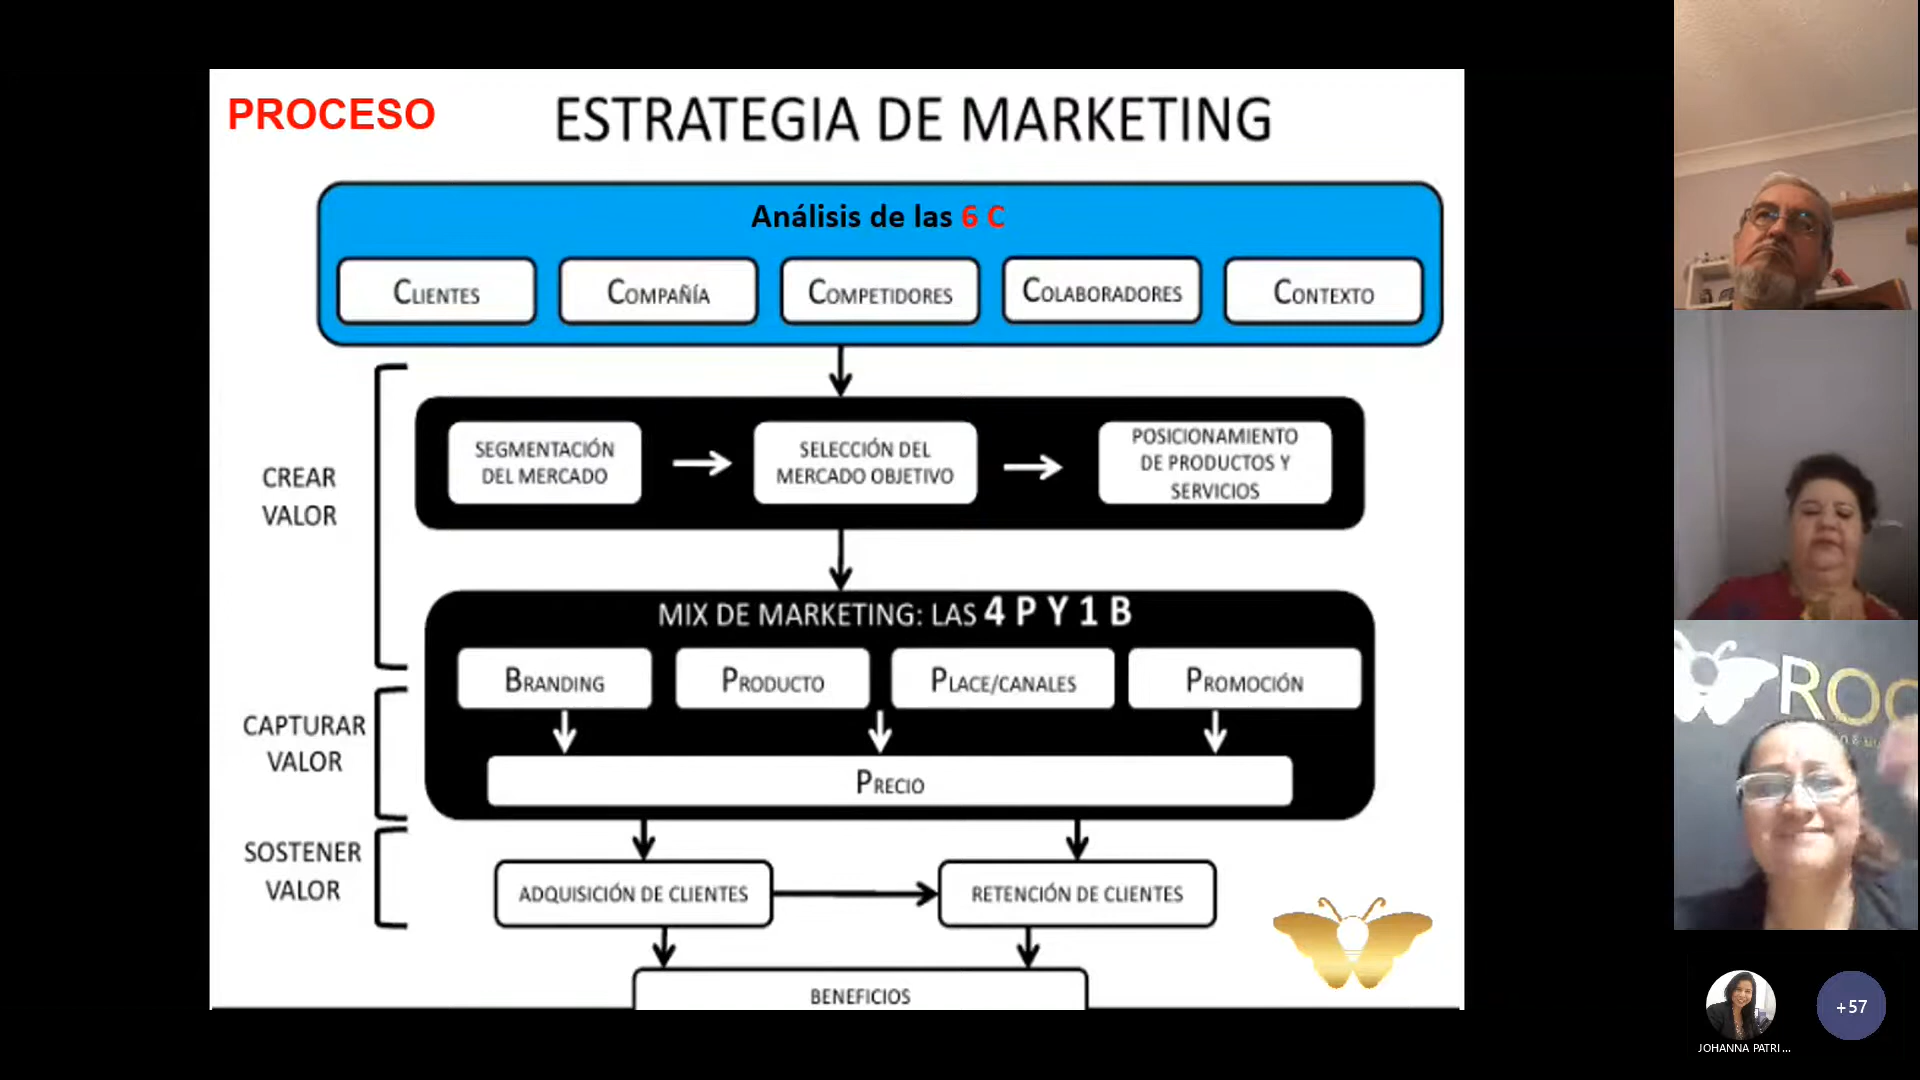 PROCESO
ESTRATEGIA DE MARKETING
Análisis de las 6 C
CLIENTES
COMPAÑÍA
COMPETIDORES
COLABORADORES
CONTEXTO
CREAR
VALOR
SEGMENTACIÓN
DEL MERCADO
SELECCIÓN DEL
MERCADO OBJETIVO
POSICIONAMIENTO
DE PRODUCTOS Y
SERVICIOS
MIX DE MARKETING: LAS 4 P Y 1 B
BRANDING
PRODUCTO
PLACE/CANALES
PROMOCIÓN
CAPTURAR
VALOR
PRECIO
SOSTENER
VALOR
ADQUISICIÓN DE CLIENTES
RETENCIÓN DE CLIENTES
BENEFICIOS
ROC
+57
JOHANNA PATRI...